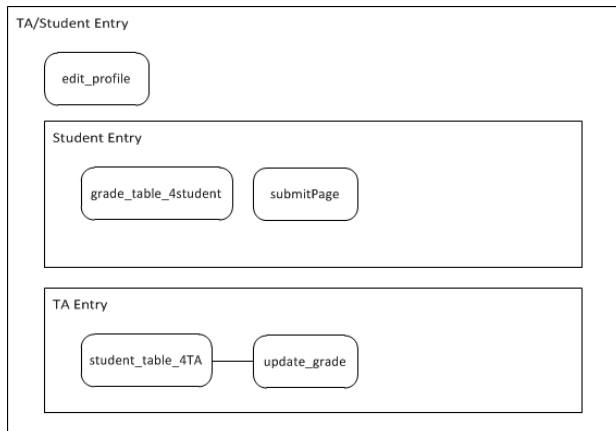 TA/Student Entry
edit_profile
Student Entry
grade_table_4student
submitPage
TA Entry
student_table_4TA
update_grade